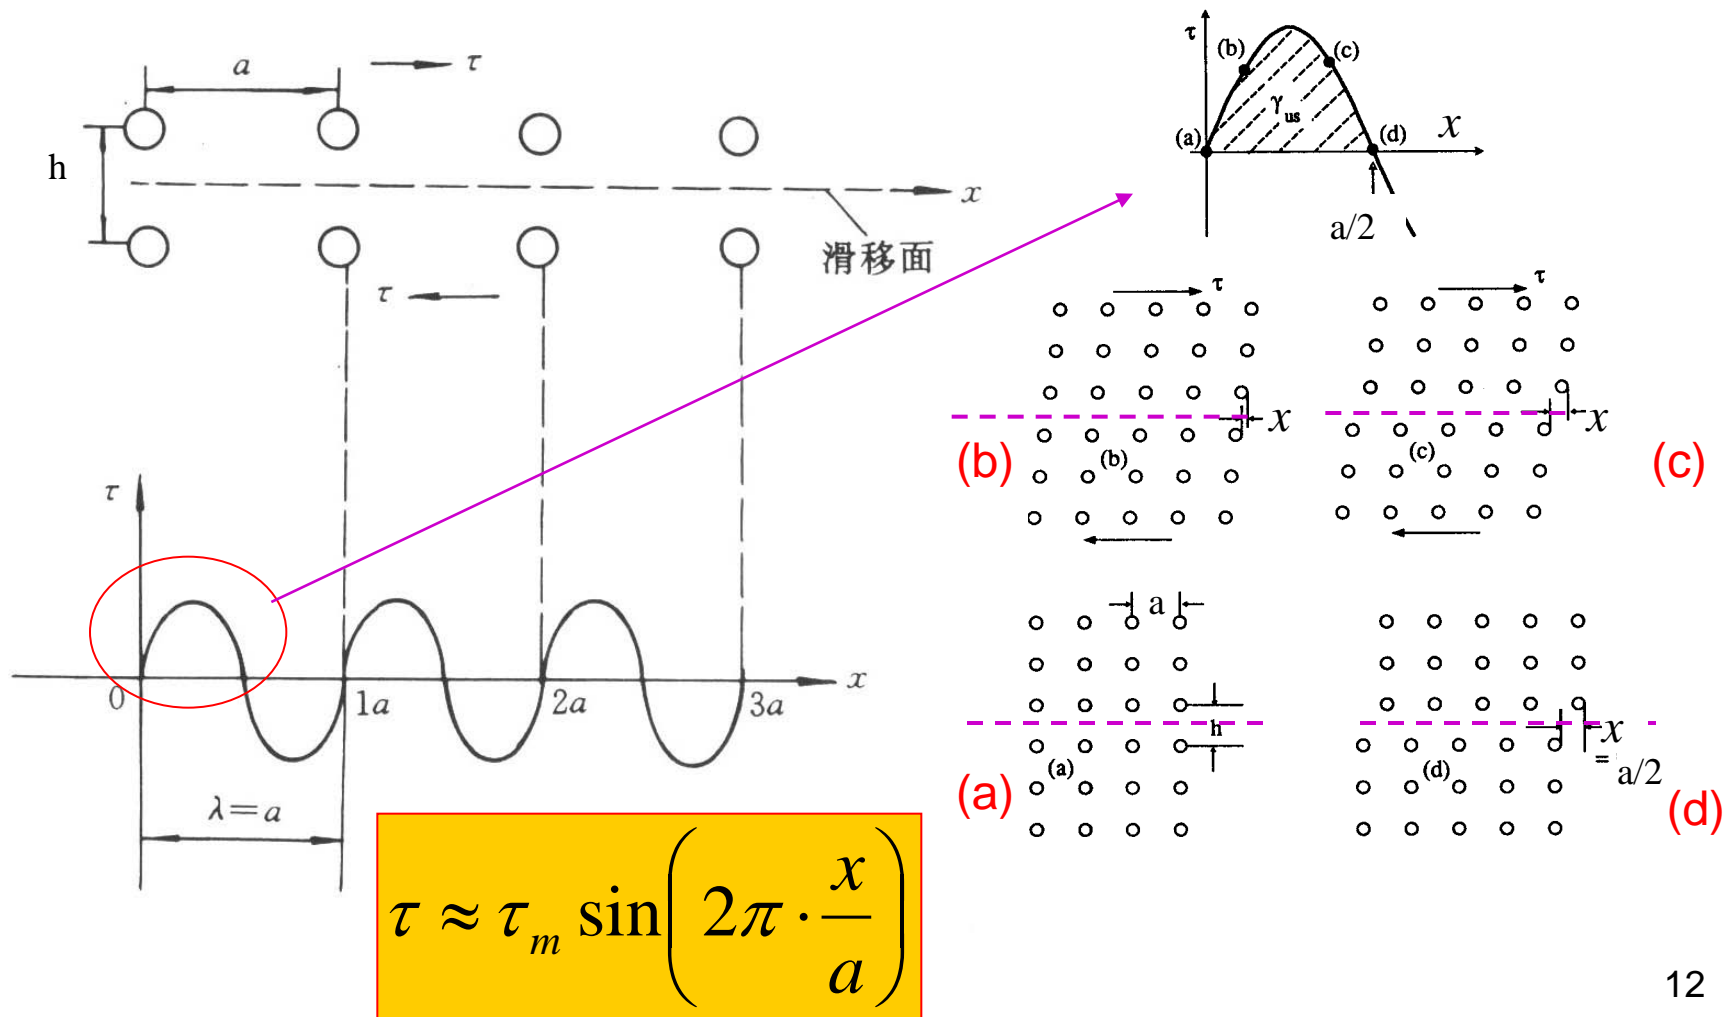 a
τ
h
x
滑移面
τ
τ
0
1a
2a
3a
x
λ=a
τ ≈ τm sin(2π · x/a)
τ
(b)
(c)
γus
(a)
(d)
x
a/2
τ
x
(b)
(b)
τ
x
(c)
(c)
a
h
(a)
(a)
x
= a/2
(d)
(d)
12